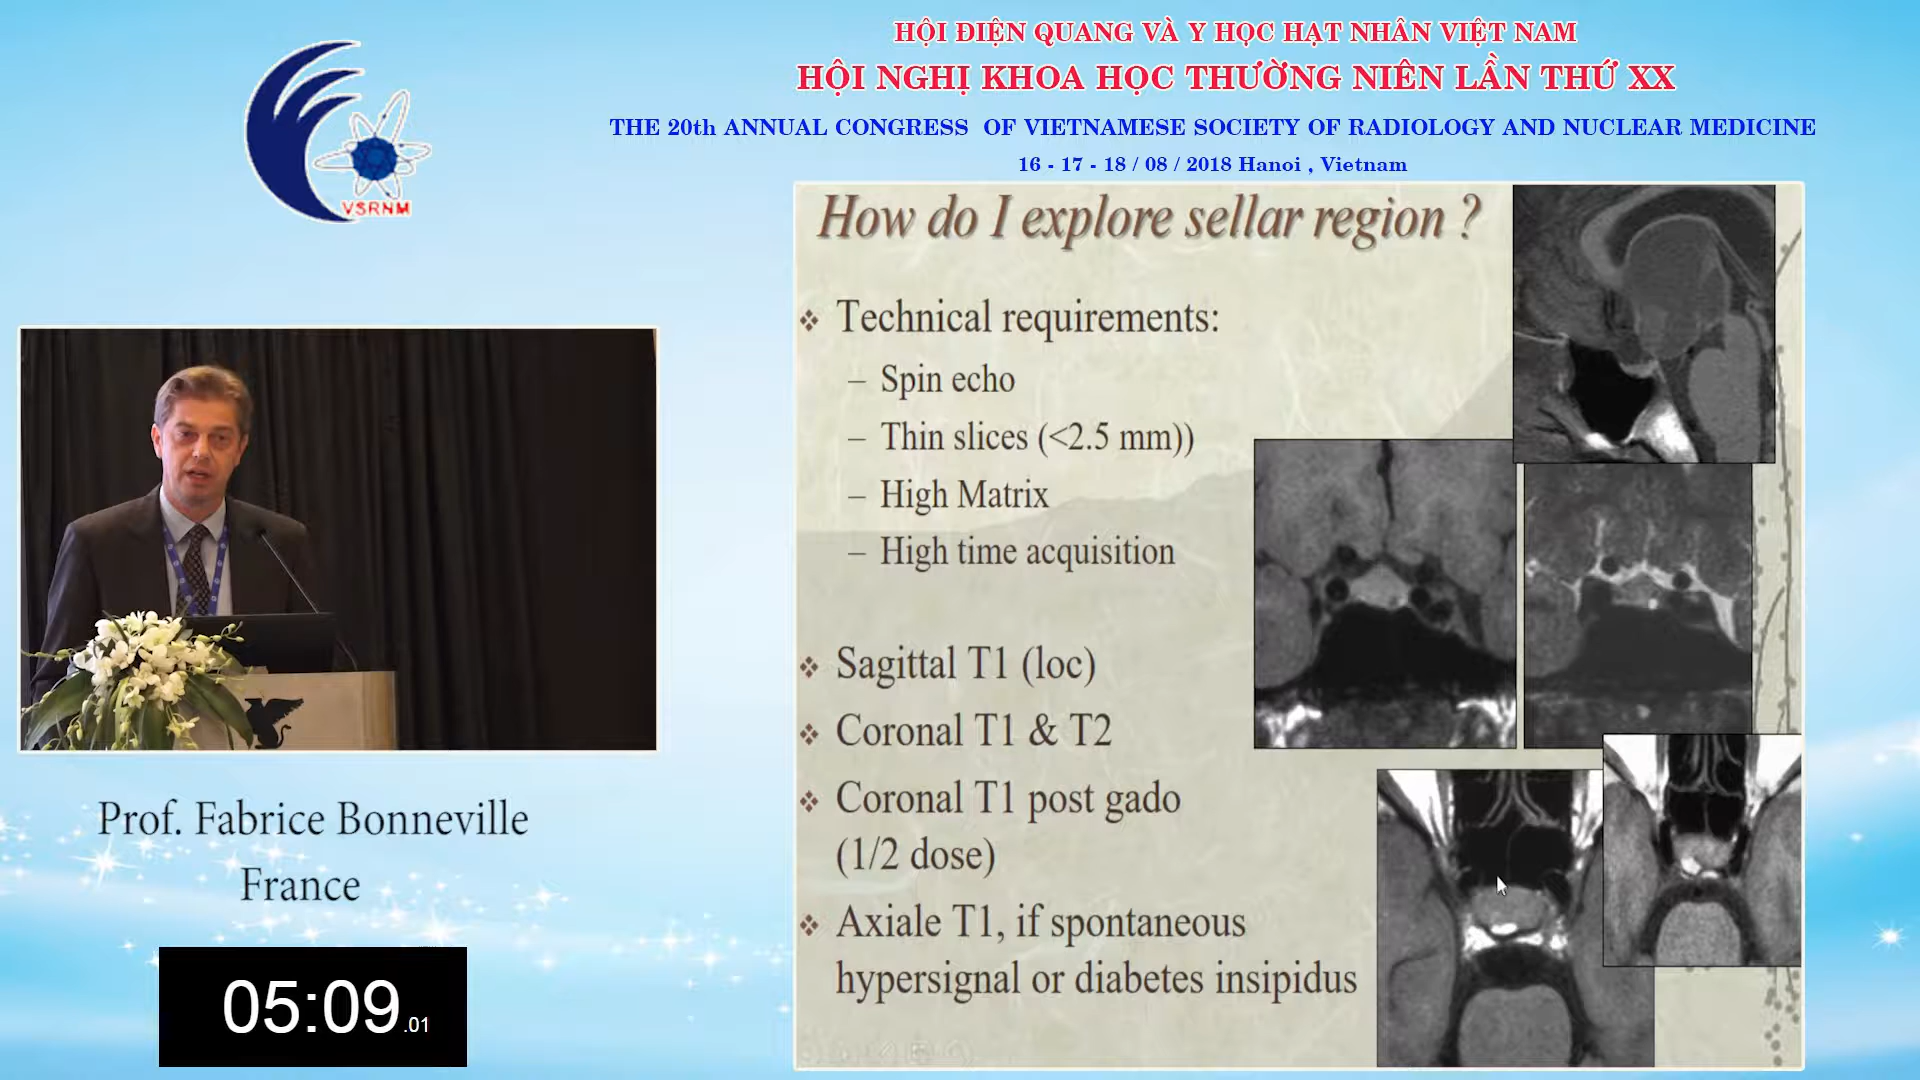 HỘI ĐIỆN QUANG VÀ Y HỌC HẠT NHÂN VIỆT NAM
HỘI NGHỊ KHOA HỌC THƯỜNG NIÊN LẦN THỨ XX
THE 20th ANNUAL CONGRESS OF VIETNAMESE SOCIETY OF RADIOLOGY AND NUCLEAR MEDICINE
16 - 17 - 18 / 08 / 2018 Hanoi , Vietnam
VSRNM
How do I explore sellar region ?
❖ Technical requirements:
– Spin echo
– Thin slices (<2.5 mm))
– High Matrix
– High time acquisition
❖ Sagittal T1 (loc)
❖ Coronal T1 & T2
❖ Coronal T1 post gado
(1/2 dose)
❖ Axiale T1, if spontaneous
hypersignal or diabetes insipidus
Prof. Fabrice Bonneville
France
05:09.01